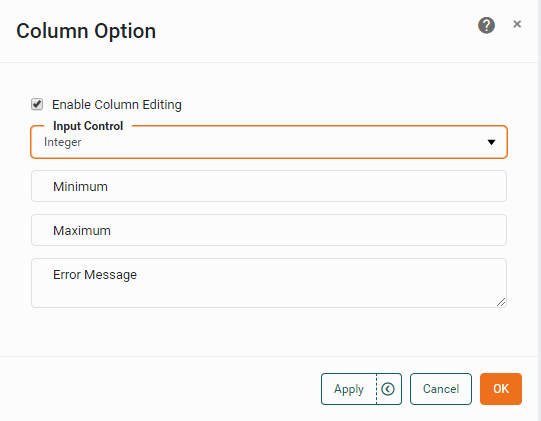 Column Option
Enable Column Editing
Input Control
Integer
Minimum
Maximum
Error Message
Apply
Cancel
OK